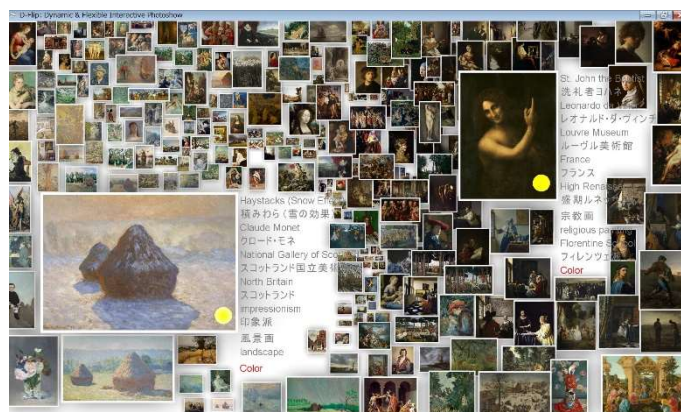 D-Flip: Dynamic & Flexible Interactive Photoshow
St. John the Baptist
洗礼者ヨハネ
Leonardo d
レオナルド・ダ・ヴィンチ
Louvre Museum
ルーヴル美術館
France
フランス
High Renais
盛期ルネッ
宗教画
religious pa
Florentine School
フィレンツェ
Color
Haystacks (Snow Effe
積みわら(雪の効果
Claude Monet
クロード・モネ
National Gallery of Sco
スコットランド国立美術
North Britain
スコットランド
impressionism
印象派
風景画
landscape
Color